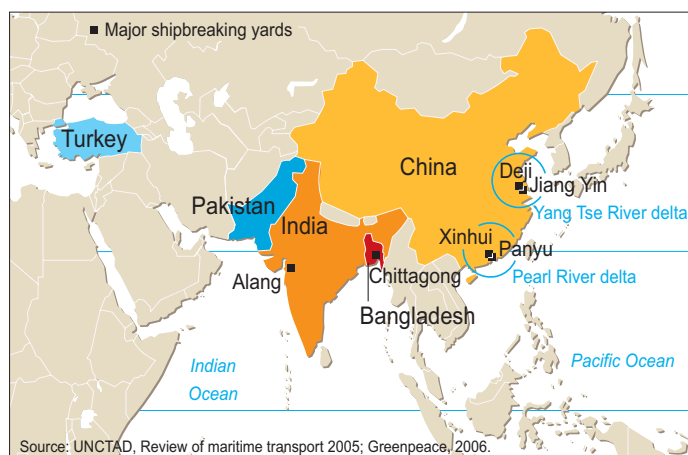 Major shipbreaking yards
Turkey
China
Deji
Jiang Yin
Pakistan
India
Yang Tse River delta
Xinhui
Panyu
Alang
Chittagong
Pearl River delta
Bangladesh
Indian
Ocean
Pacific Ocean
Source: UNCTAD, Review of maritime transport 2005; Greenpeace, 2006.